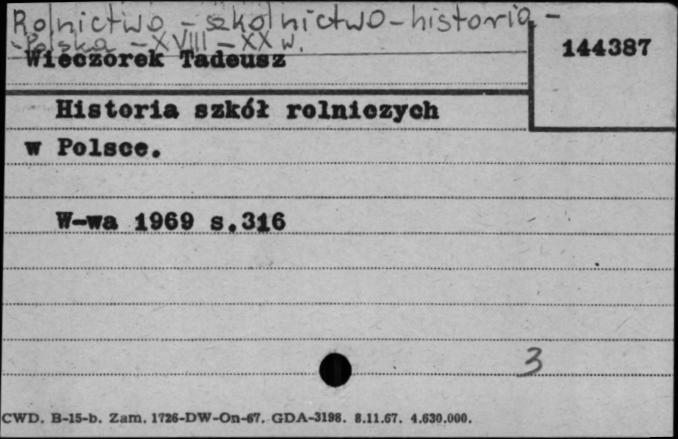 Rolnictwo - szkolnictwo - historia -
- Polska - XVIII - XX w.
144387
Wieczorek Tadeusz
Historia szkół rolniczych
w Polsce.
W-wa 1969 s.316
3
CWD. B-15-b. Zam. 1726-DW-On-67. GDA-3198. 8.11.67. 4.630.000.